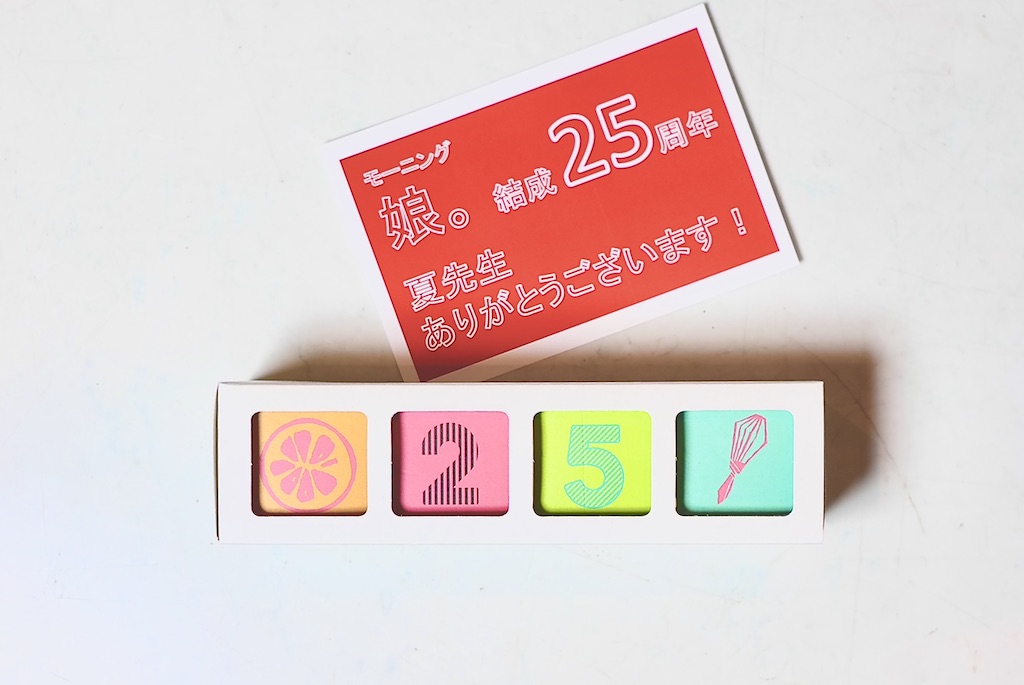 モーニング
娘。結成25周年
夏先生
ありがとうございます！
2 5